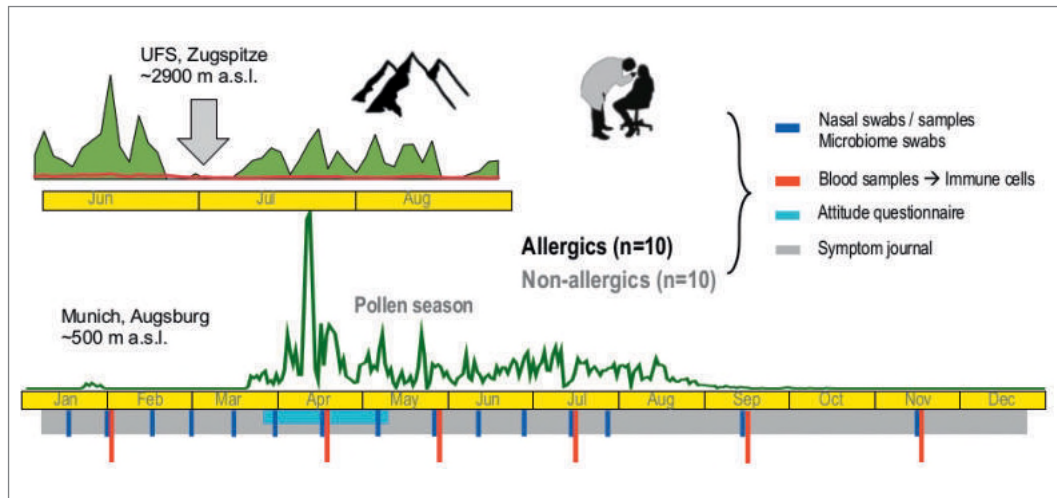 UFS, Zugspitze
~2900 m a.s.l.
Nasal swabs / samples
Microbiome swabs
Blood samples → Immune cells
Attitude questionnaire
Symptom journal
Jun Jul Aug
Allergics (n=10)
Non-allergics (n=10)
Pollen season
Munich, Augsburg
~500 m a.s.l.
Jan Feb Mar Apr May Jun Jul Aug Sep Oct Nov Dec